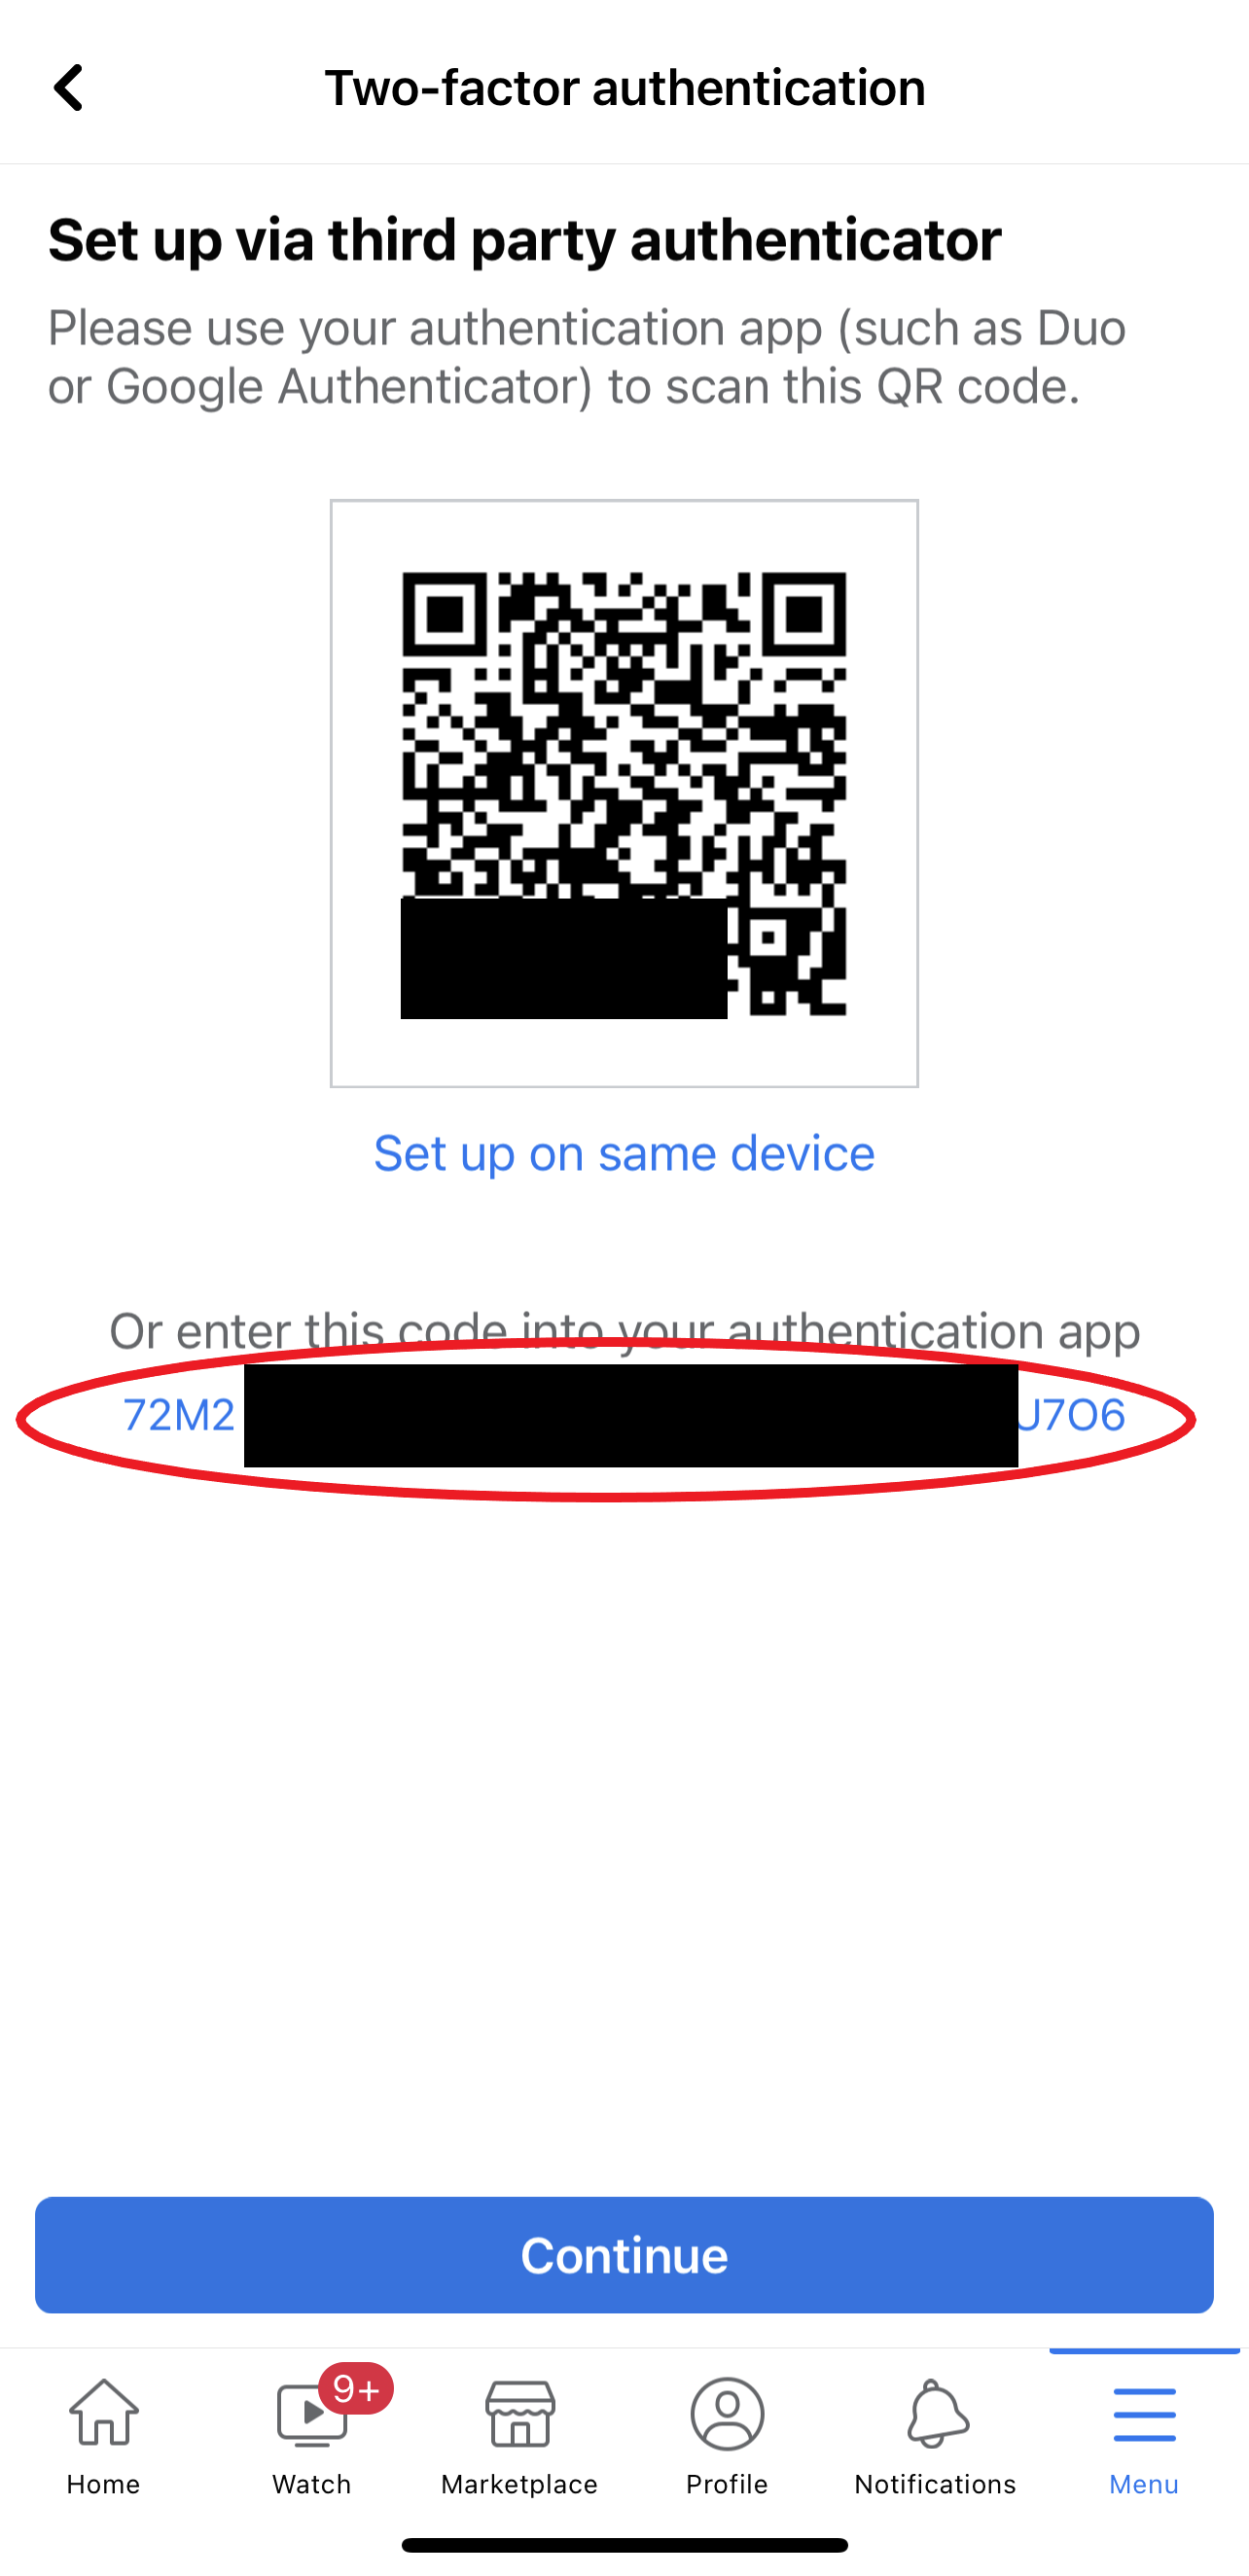 Two-factor authentication
Set up via third party authenticator
Please use your authentication app (such as Duo
or Google Authenticator) to scan this QR code.
Set up on same device
Or enter this code into your authentication app
72M2 U7O6
Continue
9+
Home Watch Marketplace Profile Notifications Menu